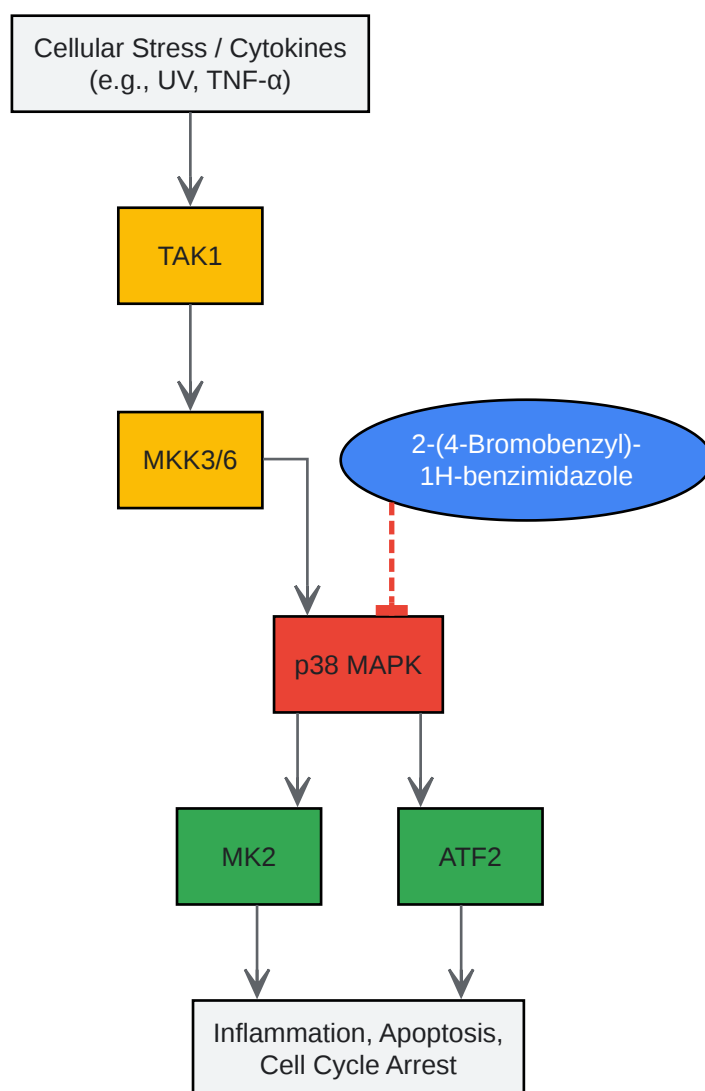 Cellular Stress / Cytokines
(e.g., UV, TNF-α)
TAK1
MKK3/6
2-(4-Bromobenzyl)-
1H-benzimidazole
p38 MAPK
MK2
ATF2
Inflammation, Apoptosis,
Cell Cycle Arrest